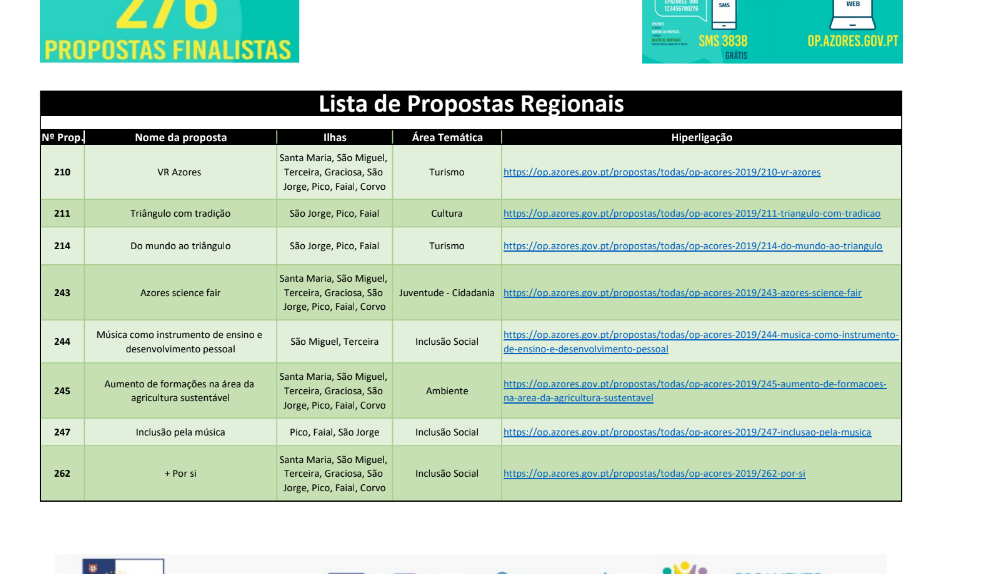 276
PROPOSTAS FINALISTAS
SMS
WEB
SMS 3838
GRÁTIS
OP.AZORES.GOV.PT
Lista de Propostas Regionais
Nº Prop. Nome da proposta Ilhas Área Temática Hiperligação
Santa Maria, São Miguel,
210 VR Azores Terceira, Graciosa, São Turismo https://op.azores.gov.pt/propostas/todas/op-acores-2019/210-vr-azores
Jorge, Pico, Faial, Corvo
211 Triângulo com tradição São Jorge, Pico, Faial Cultura https://op.azores.gov.pt/propostas/todas/op-acores-2019/211-triangulo-com-tradicao
214 Do mundo ao triângulo São Jorge, Pico, Faial Turismo https://op.azores.gov.pt/propostas/todas/op-acores-2019/214-do-mundo-ao-triangulo
Santa Maria, São Miguel,
243 Azores science fair Terceira, Graciosa, São Juventude - Cidadania https://op.azores.gov.pt/propostas/todas/op-acores-2019/243-azores-science-fair
Jorge, Pico, Faial, Corvo
Música como instrumento de ensino e https://op.azores.gov.pt/propostas/todas/op-acores-2019/244-musica-como-instrumento-
244 São Miguel, Terceira Inclusão Social
desenvolvimento pessoal de-ensino-e-desenvolvimento-pessoal
Santa Maria, São Miguel,
Aumento de formações na área da https://op.azores.gov.pt/propostas/todas/op-acores-2019/245-aumento-de-formacoes-
245 Terceira, Graciosa, São Ambiente
agricultura sustentável na-area-da-agricultura-sustentavel
Jorge, Pico, Faial, Corvo
247 Inclusão pela música Pico, Faial, São Jorge Inclusão Social https://op.azores.gov.pt/propostas/todas/op-acores-2019/247-inclusao-pela-musica
Santa Maria, São Miguel,
262 + Por si Terceira, Graciosa, São Inclusão Social https://op.azores.gov.pt/propostas/todas/op-acores-2019/262-por-si
Jorge, Pico, Faial, Corvo